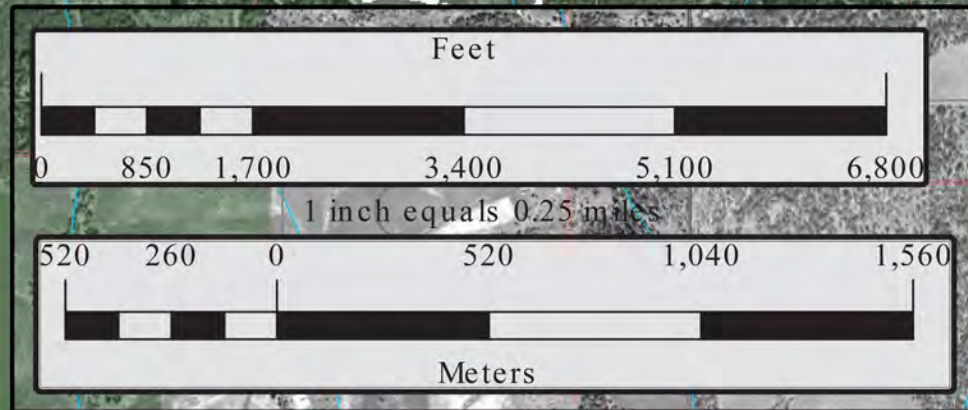 Feet
0 850 1,700 3,400 5,100 6,800
1 inch equals 0.25 miles
520 260 0 520 1,040 1,560
Meters